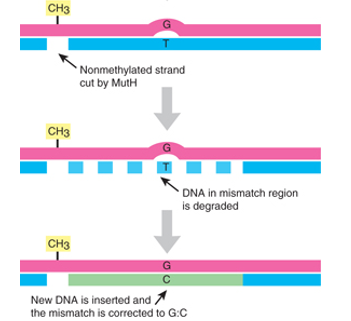 CH3
G
T
Nonmethylated strand
cut by MutH
CH3
G
T
DNA in mismatch region
is degraded
CH3
G
C
New DNA is inserted and
the mismatch is corrected to G:C